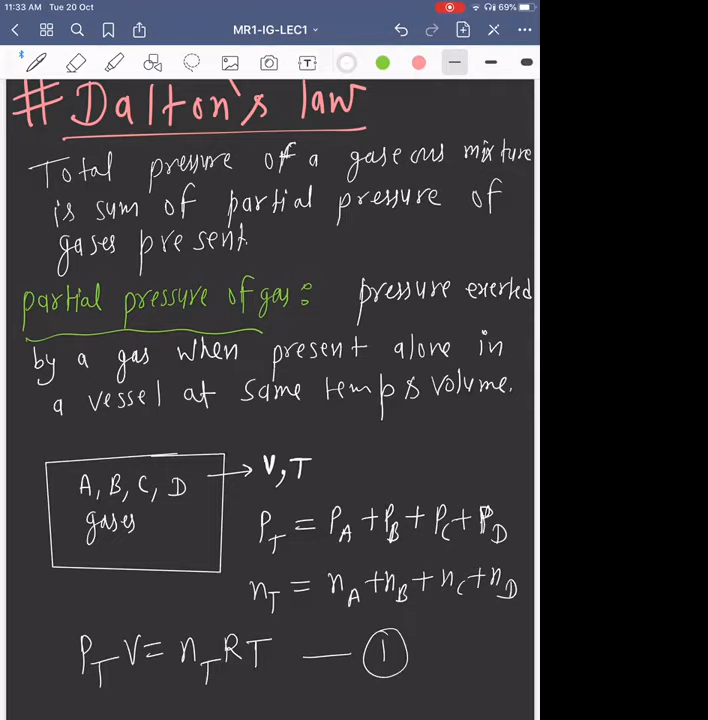 11:33 AM Tue 20 Oct 69%
MR1-IG-LEC1
T
# Dalton's law
Total pressure of a gaseous mixture
is sum of partial pressure of
gases present.
partial pressure of gas: pressure exerted
by a gas when present alone in
a vessel at same temp & volume.
A, B, C, D → V, T
gases
P_T = P_A + P_B + P_C + P_D
n_T = n_A + n_B + n_C + n_D
P_T V = n_T RT — ①